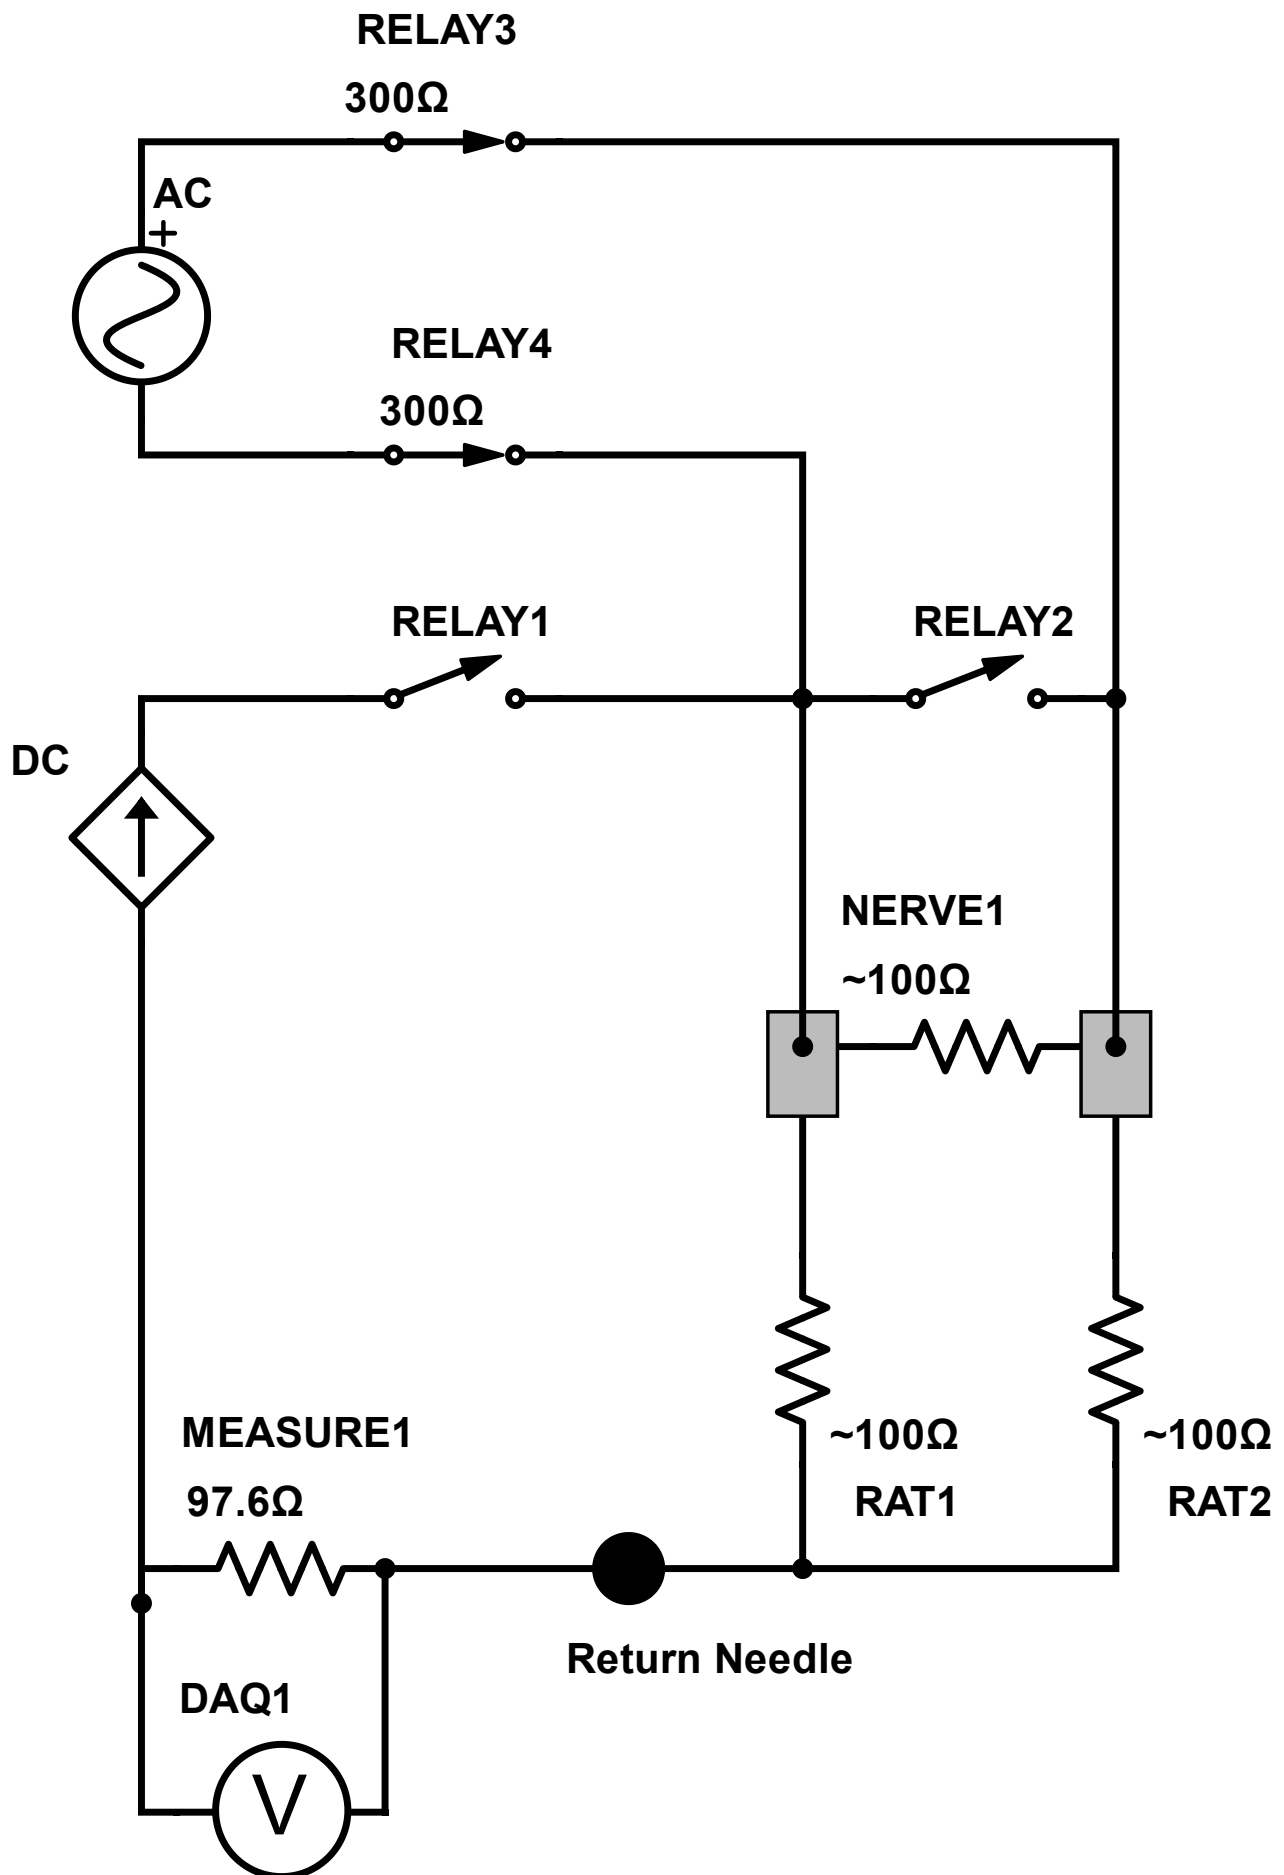 RELAY3
300Ω
AC
+
RELAY4
300Ω
RELAY1
RELAY2
DC
NERVE1
~100Ω
MEASURE1
97.6Ω
~100Ω
RAT1
~100Ω
RAT2
Return Needle
DAQ1
V